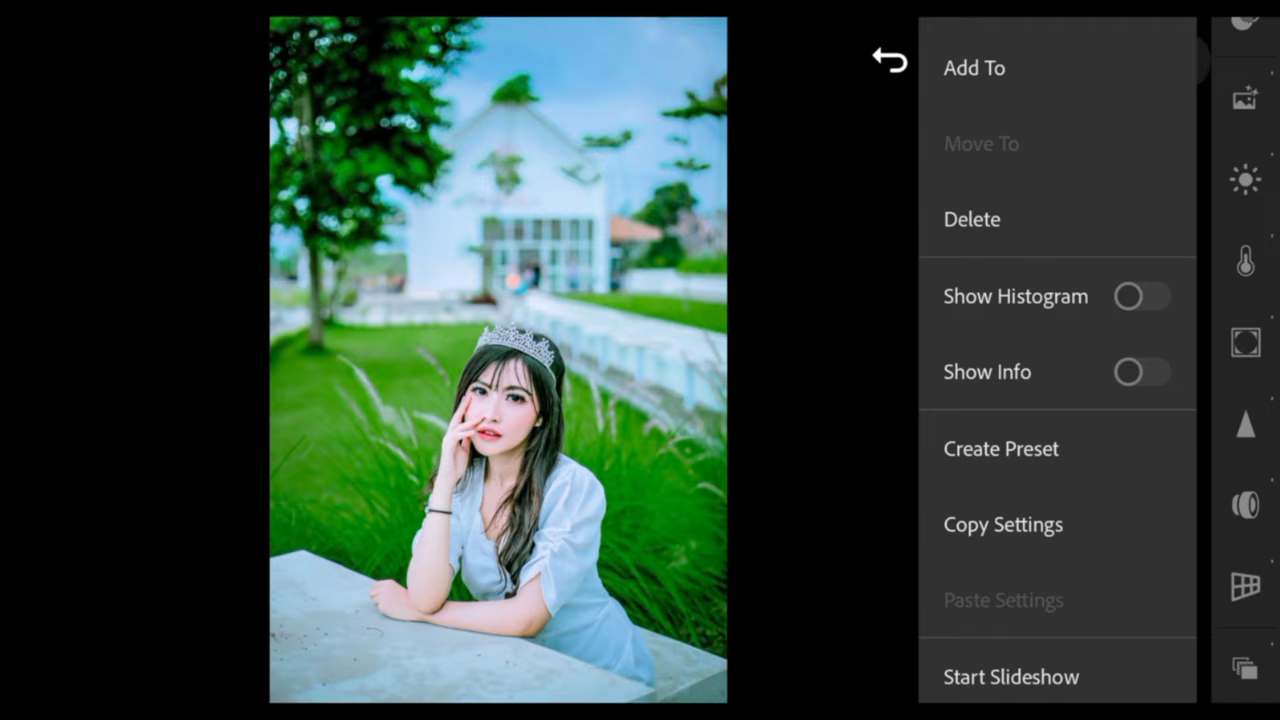 Add To
Move To
Delete
Show Histogram
Show Info
Create Preset
Copy Settings
Paste Settings
Start Slideshow